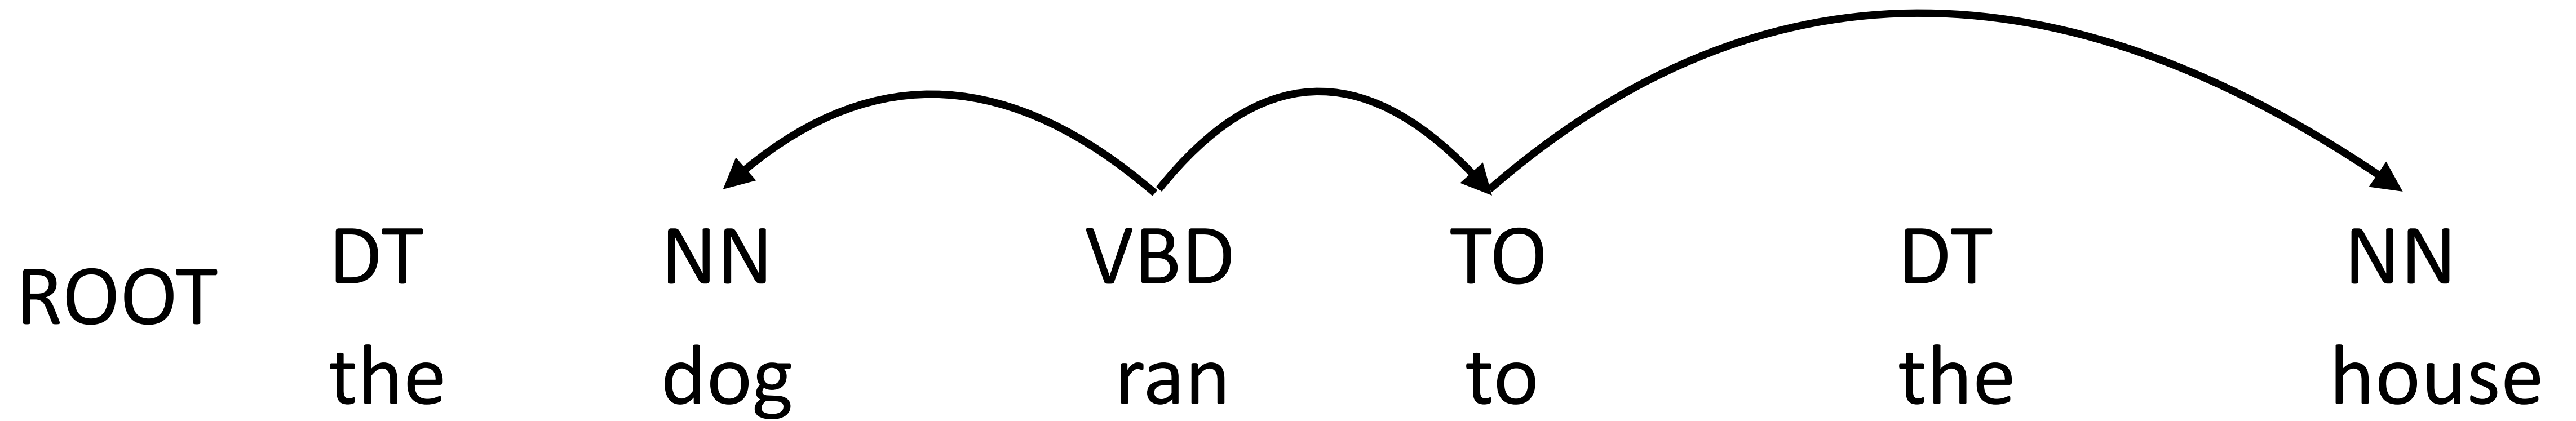 DT NN VBD TO DT NN
ROOT
the dog ran to the house